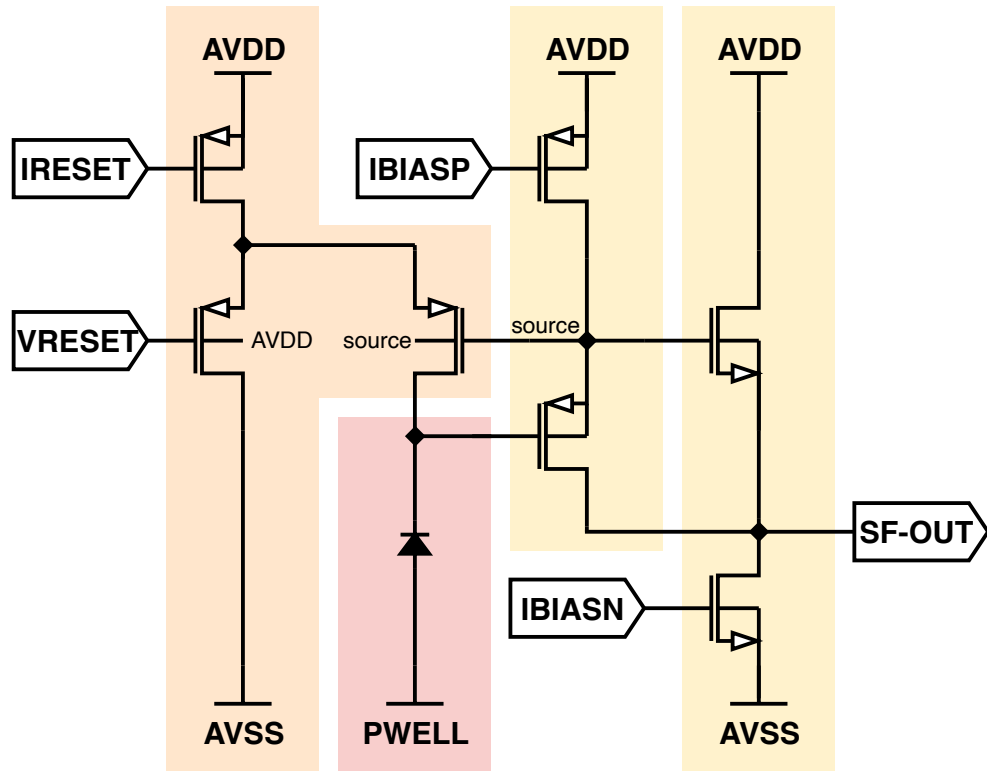 AVDD
AVDD
AVDD
IRESET
IBIASP
VRESET
AVDD
source
source
SF-OUT
IBIASN
AVSS
PWELL
AVSS